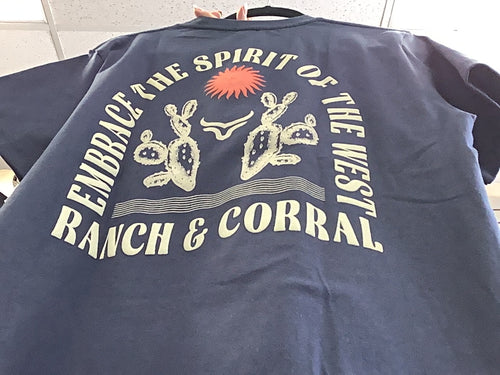 EMBRACE THE SPIRIT OF THE WEST
RANCH & CORRAL